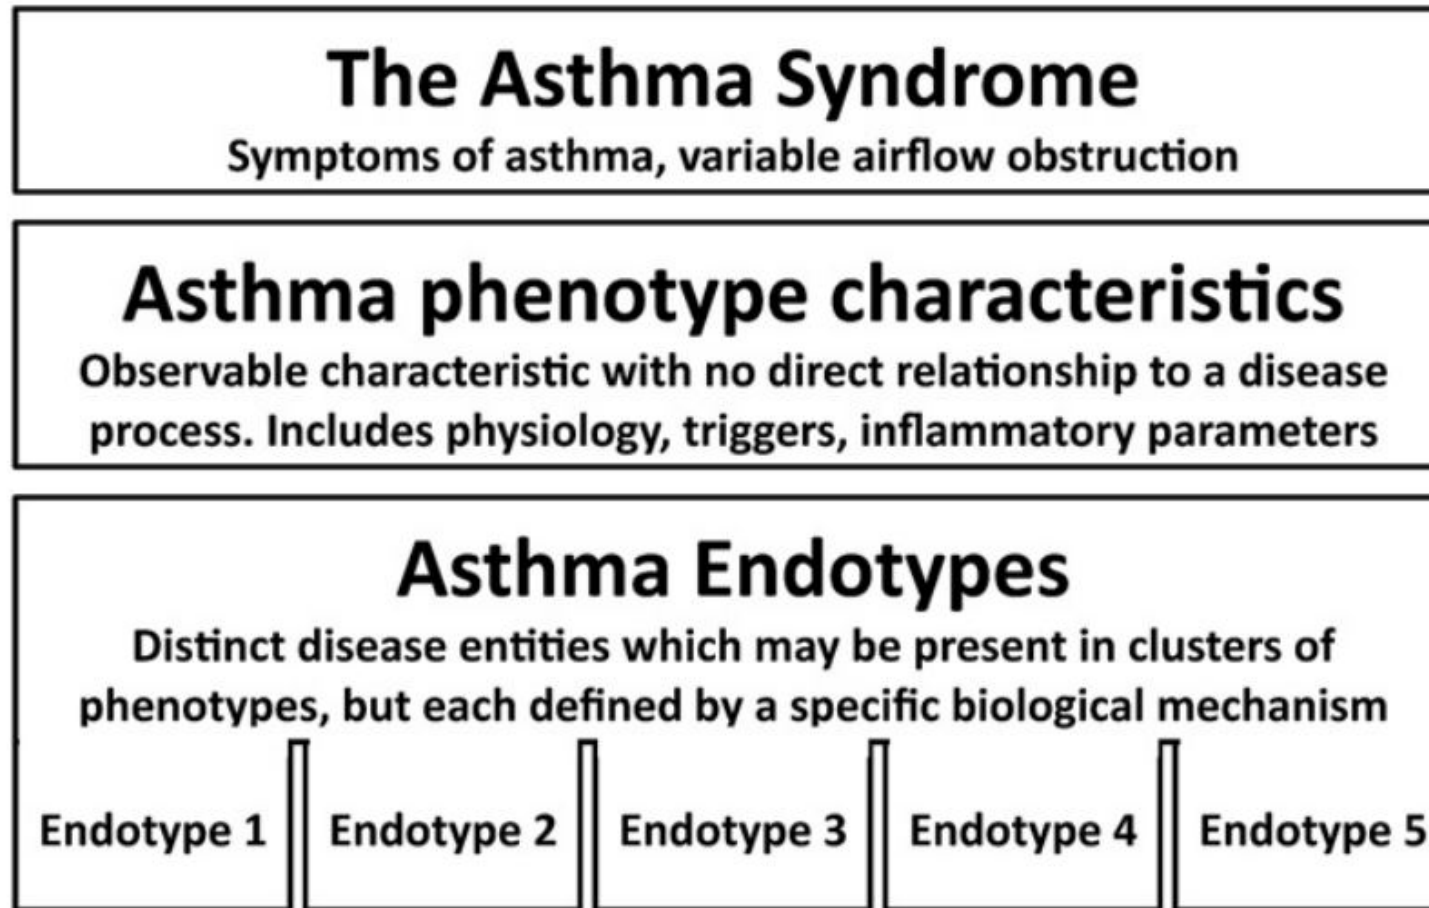 The Asthma Syndrome
Symptoms of asthma, variable airflow obstruction
Asthma phenotype characteristics
Observable characteristic with no direct relationship to a disease
process. Includes physiology, triggers, inflammatory parameters
Asthma Endotypes
Distinct disease entities which may be present in clusters of
phenotypes, but each defined by a specific biological mechanism
Endotype 1 Endotype 2 Endotype 3 Endotype 4 Endotype 5